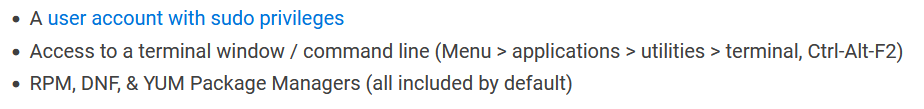 • A user account with sudo privileges
• Access to a terminal window / command line (Menu > applications > utilities > terminal, Ctrl-Alt-F2)
• RPM, DNF, & YUM Package Managers (all included by default)